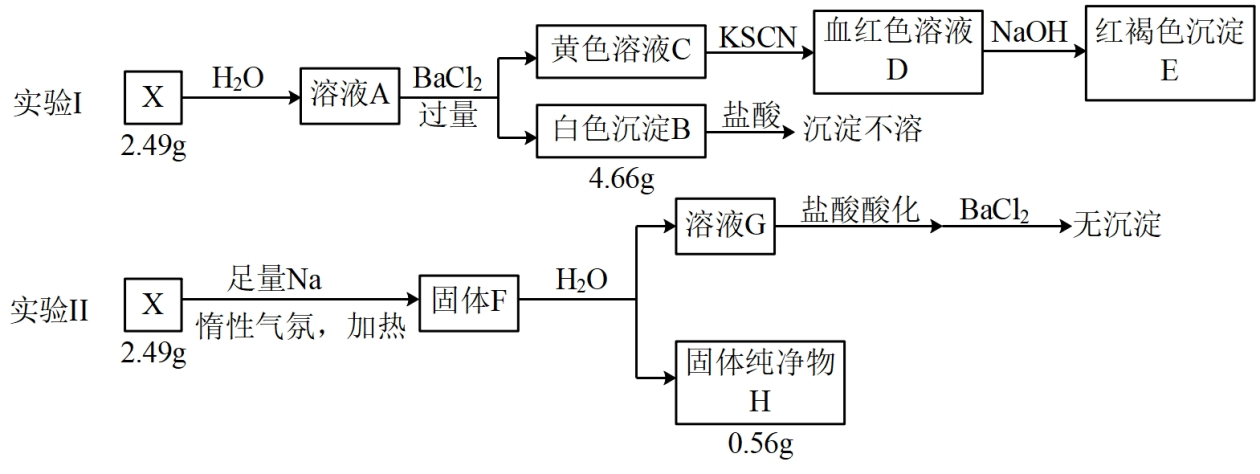 实验I
X
2.49g
H₂O
溶液A
BaCl₂
过量
黄色溶液C
KSCN
血红色溶液
D
NaOH
红褐色沉淀
E
白色沉淀B
4.66g
盐酸
沉淀不溶
实验II
X
2.49g
足量Na
惰性气氛，加热
固体F
H₂O
溶液G
盐酸酸化
BaCl₂
无沉淀
固体纯净物
H
0.56g